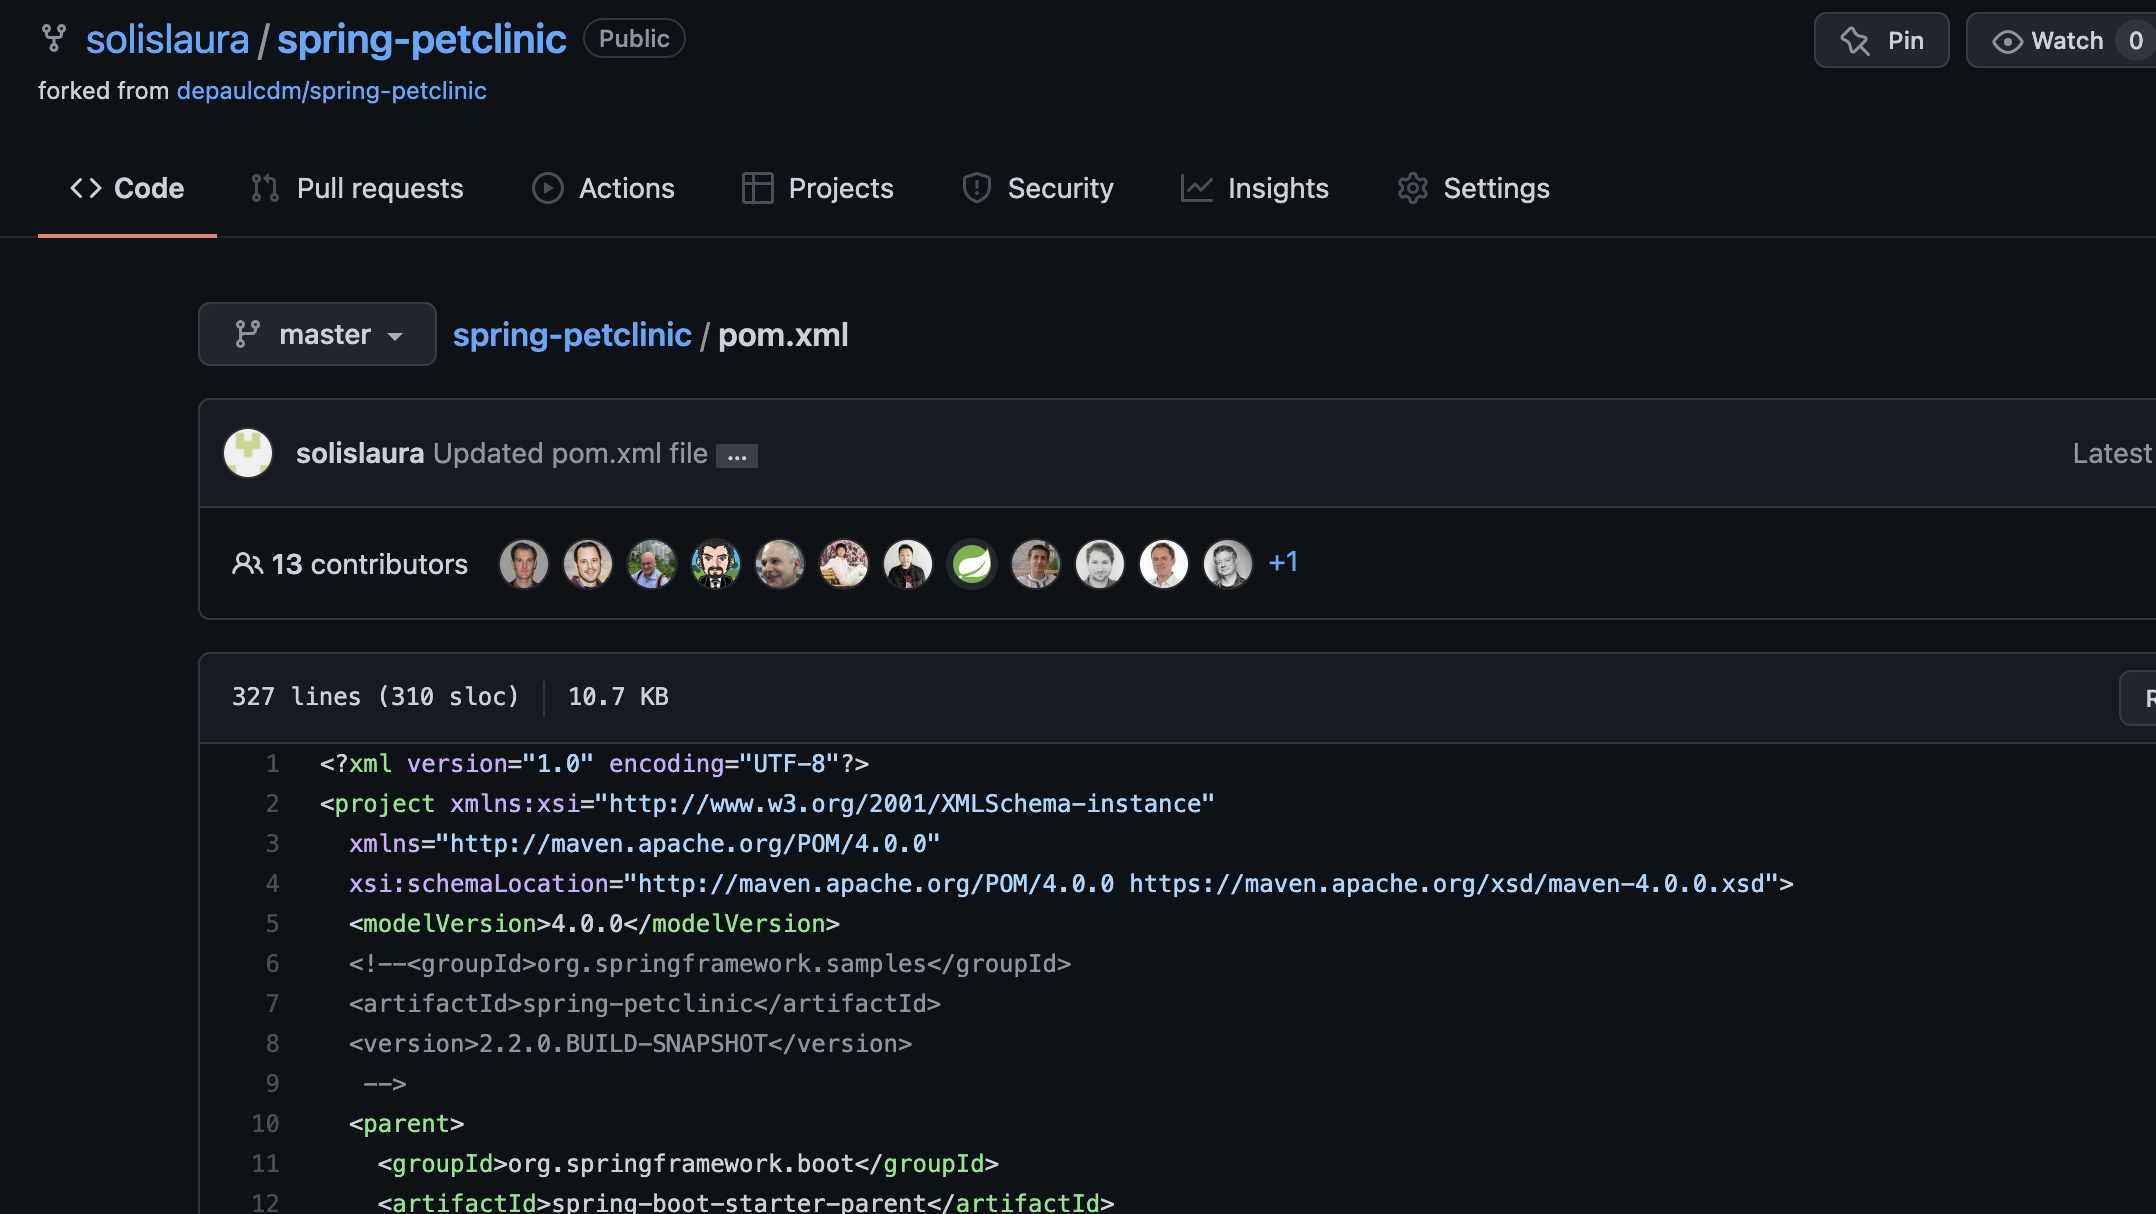 solislaura / spring-petclinic Public Pin Watch 0
forked from depaulcdm/spring-petclinic
Code Pull requests Actions Projects Security Insights Settings
master spring-petclinic / pom.xml
solislaura Updated pom.xml file ... Latest
13 contributors +1
327 lines (310 sloc) 10.7 KB
1 <?xml version="1.0" encoding="UTF-8"?>
2 <project xmlns:xsi="http://www.w3.org/2001/XMLSchema-instance"
3 xmlns="http://maven.apache.org/POM/4.0.0"
4 xsi:schemaLocation="http://maven.apache.org/POM/4.0.0 https://maven.apache.org/xsd/maven-4.0.0.xsd">
5 <modelVersion>4.0.0</modelVersion>
6 <!--<groupId>org.springframework.samples</groupId>
7 <artifactId>spring-petclinic</artifactId>
8 <version>2.2.0.BUILD-SNAPSHOT</version>
9 -->
10 <parent>
11 <groupId>org.springframework.boot</groupId>
12 <artifactId>spring-boot-starter-parent</artifactId>